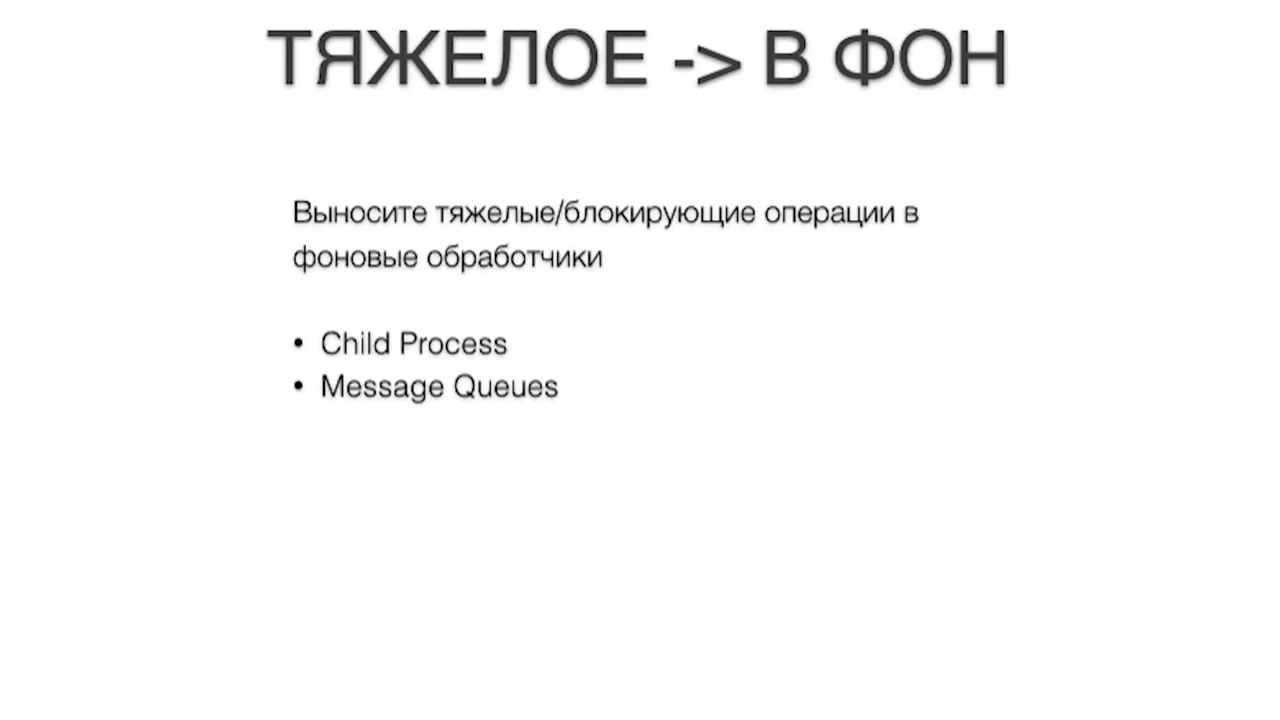 ТЯЖЕЛОЕ -> В ФОН
Выносите тяжелые/блокирующие операции в
фоновые обработчики
• Child Process
• Message Queues